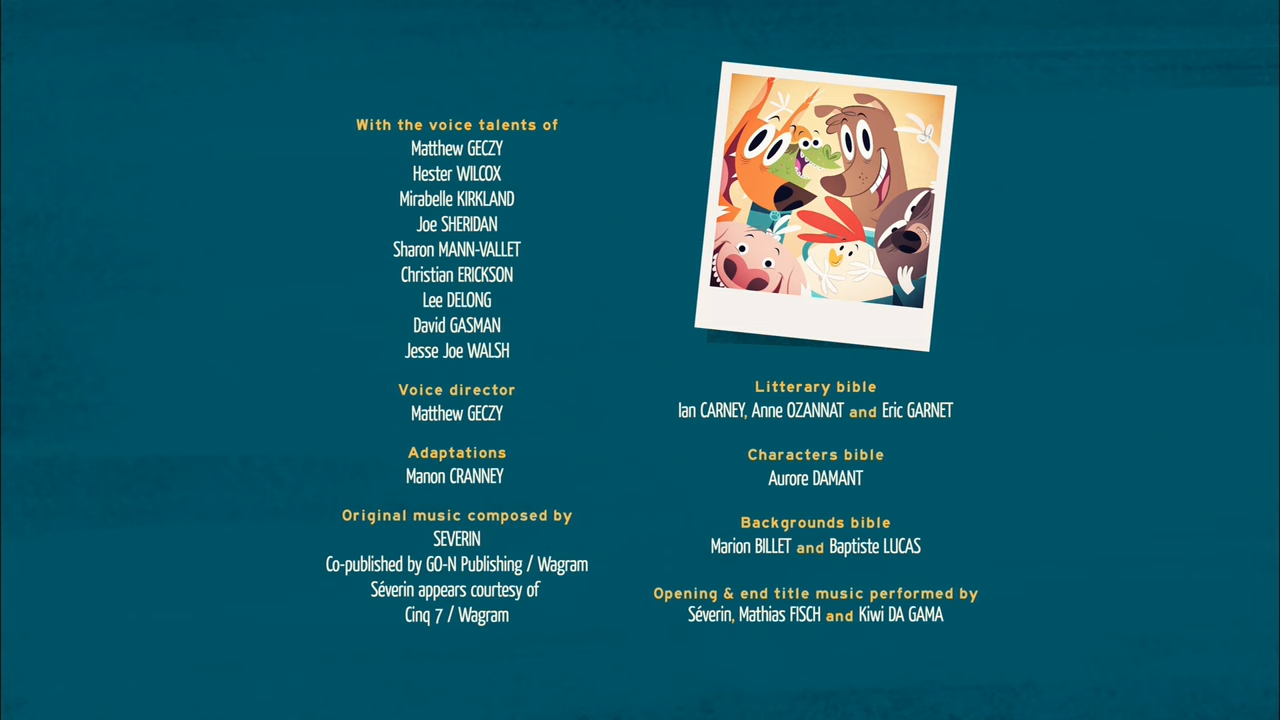 With the voice talents of
Matthew GECZY
Hester WILCOX
Mirabelle KIRKLAND
Joe SHERIDAN
Sharon MANN-VALLET
Christian ERICKSON
Lee DELONG
David GASMAN
Jesse Joe WALSH
Voice director
Matthew GECZY
Adaptations
Manon CRANNEY
Original music composed by
SEVERIN
Co-published by GO-N Publishing / Wagram
Séverin appears courtesy of
Cinq 7 / Wagram
Litterary bible
Ian CARNEY, Anne OZANNAT and Eric GARNET
Characters bible
Aurore DAMANT
Backgrounds bible
Marion BILLET and Baptiste LUCAS
Opening & end title music performed by
Séverin, Mathias FISCH and Kiwi DA GAMA